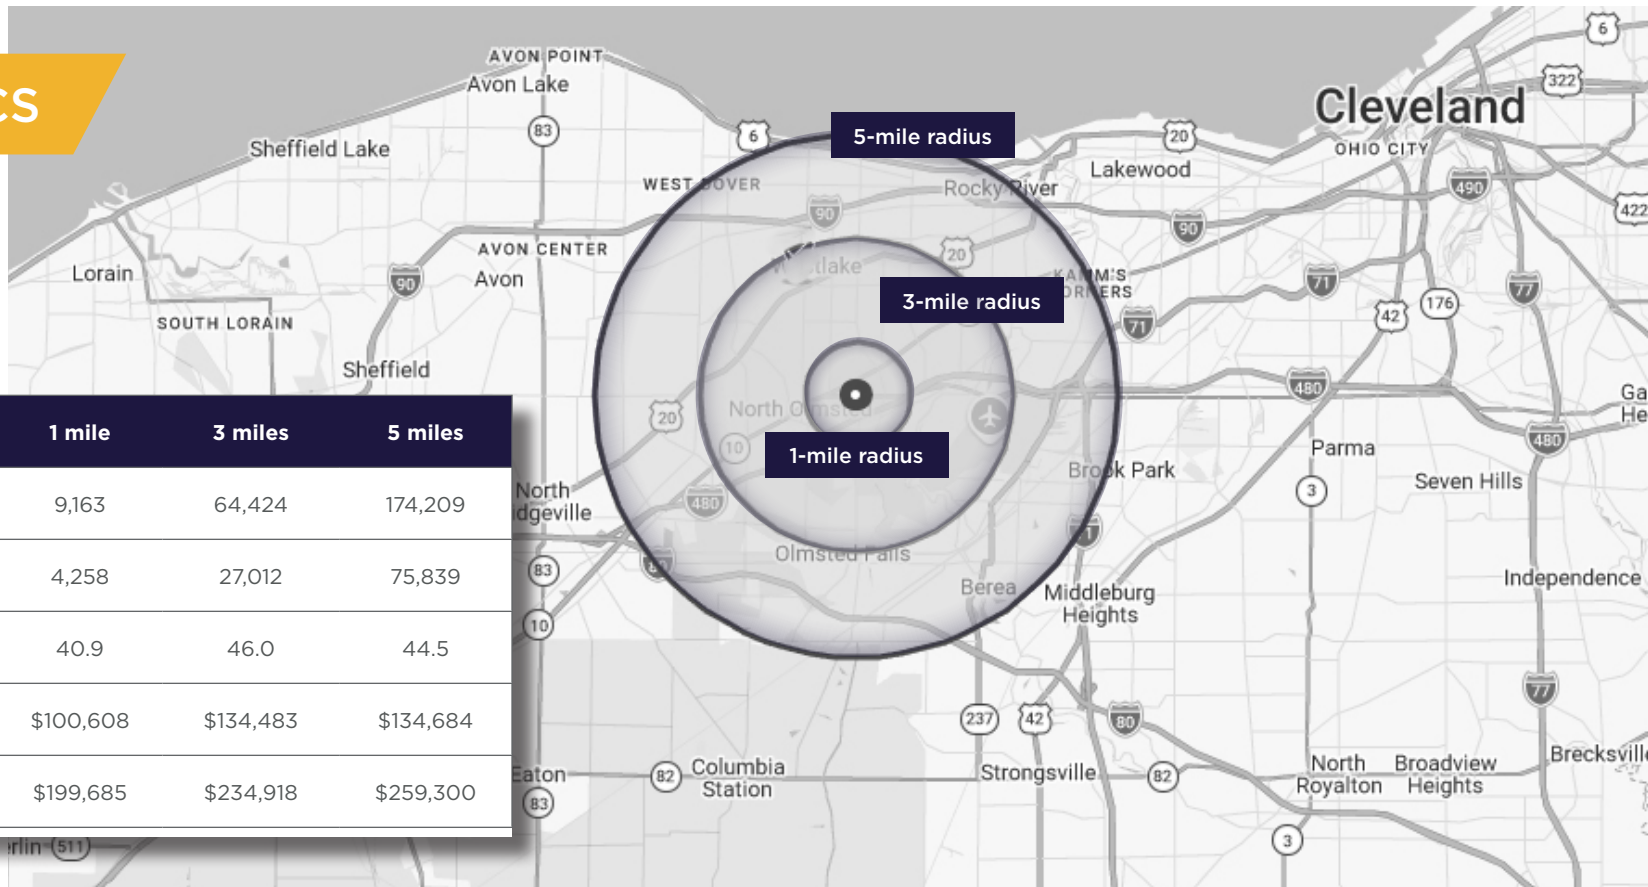 cs
AVON POINT
Avon Lake
83
6
Sheffield Lake
5-mile radius
Cleveland
6
322
20
OHIO CITY
Lakewood
WEST DOVER
Rocky River
490
422
90
90
AVON CENTER
20
Lorain
90
Avon
Westlake
KAMM'S
CORNERS
3-mile radius
71
77
176
42
71
SOUTH LORAIN
Sheffield
480
North Olmsted
20
10
1-mile radius
480
Parma
Brook Park
Seven Hills
3
North
480
Olmsted Falls
83
80
Berea
Middleburg
Heights
Independence
10
1 mile 3 miles 5 miles
9,163 64,424 174,209
4,258 27,012 75,839
40.9 46.0 44.5
$100,608 $134,483 $134,684
$199,685 $234,918 $259,300
77
237
42
80
Eaton
82
Columbia
Station
Strongsville
82
North
Royalton
Broadview
Heights
Brecksville
83
3
511